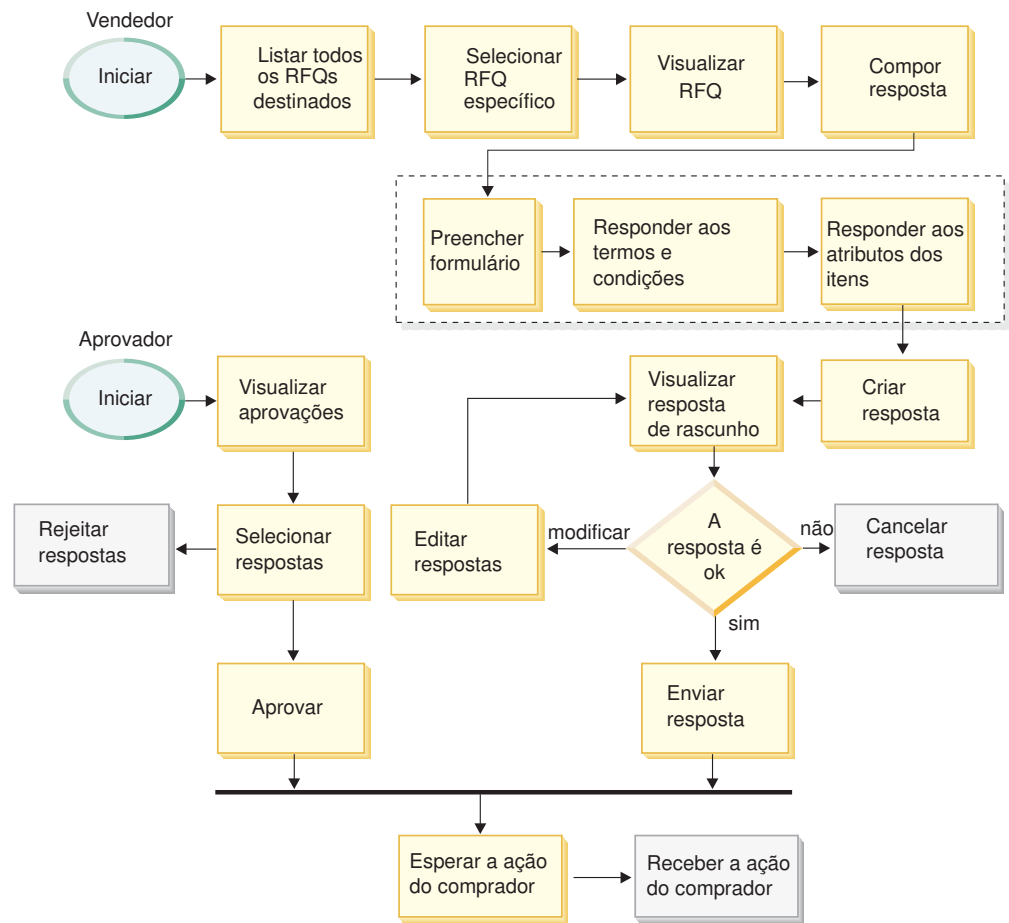 Vendedor
Iniciar
Listar todos
os RFQs
destinados
Selecionar
RFQ
específico
Visualizar
RFQ
Compor
resposta
Preencher
formulário
Responder aos
termos e
condições
Responder aos
atributos dos
itens
Aprovador
Iniciar
Visualizar
aprovações
Visualizar
resposta
de rascunho
Criar
resposta
Rejeitar
respostas
Selecionar
respostas
Editar
respostas
modificar
A
resposta é
ok
não
Cancelar
resposta
sim
Aprovar
Enviar
resposta
Esperar a ação
do comprador
Receber a ação
do comprador